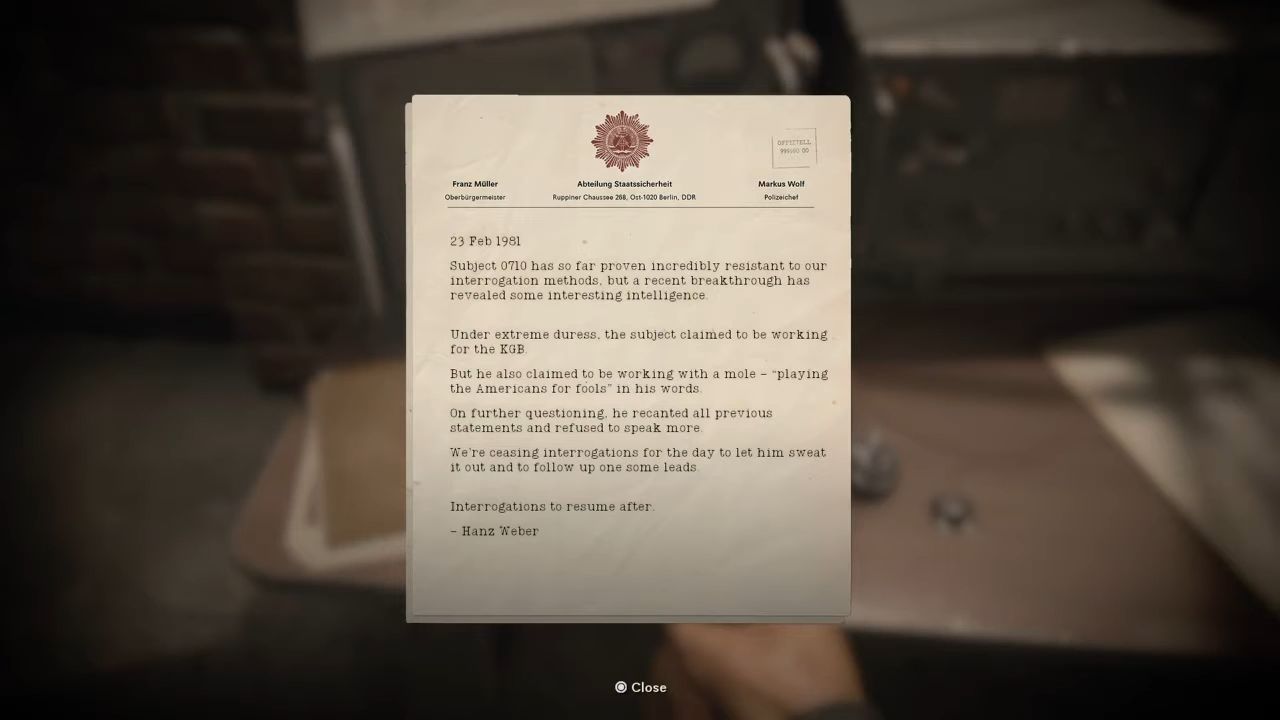 Franz Müller
Oberbürgermeister
Abteilung Staatssicherheit
Ruppiner Chaussee 268, Ost-1020 Berlin, DDR
Markus Wolf
Polizeichef
23 Feb 1981
Subject 0710 has so far proven incredibly resistant to our
interrogation methods, but a recent breakthrough has
revealed some interesting intelligence.
Under extreme duress, the subject claimed to be working
for the KGB.
But he also claimed to be working with a mole – “playing
the Americans for fools” in his words.
On further questioning, he recanted all previous
statements and refused to speak more.
We’re ceasing interrogations for the day to let him sweat
it out and to follow up one some leads.
Interrogations to resume after.
– Hanz Weber
Close